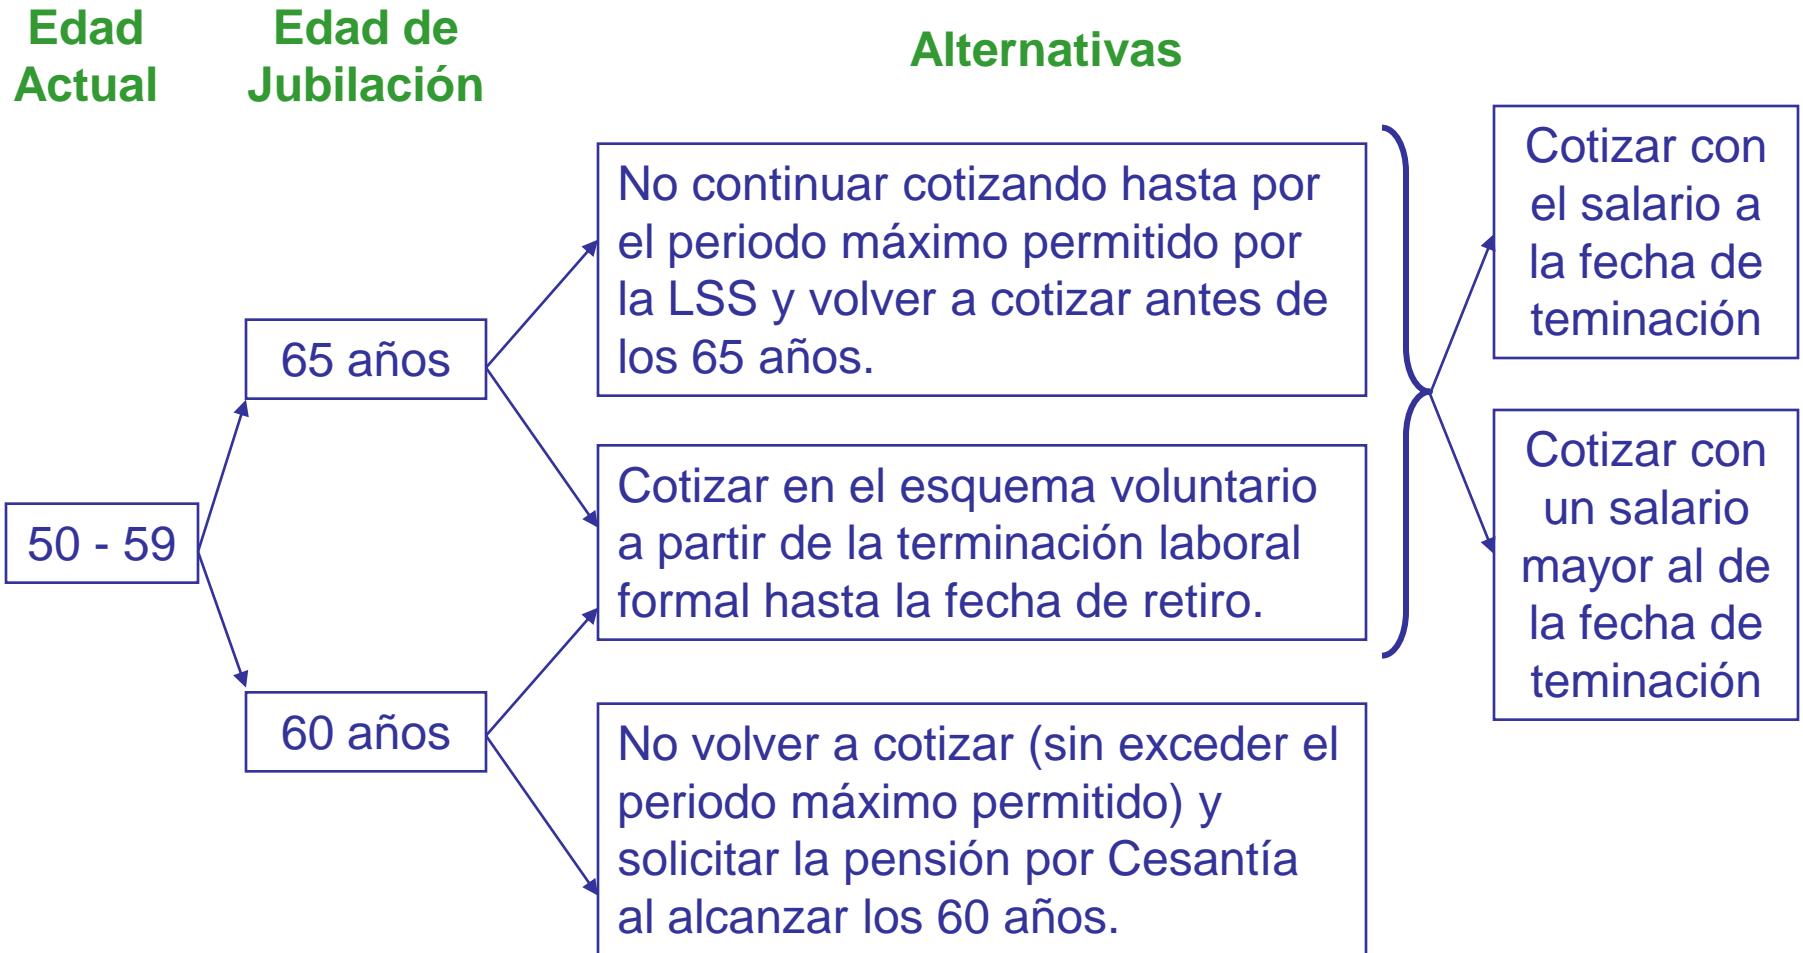 Edad
Actual
Edad de
Jubilación
Alternativas
50 - 59
65 años
60 años
No continuar cotizando hasta por
el periodo máximo permitido por
la LSS y volver a cotizar antes de
los 65 años.
Cotizar en el esquema voluntario
a partir de la terminación laboral
formal hasta la fecha de retiro.
No volver a cotizar (sin exceder el
periodo máximo permitido) y
solicitar la pensión por Cesantía
al alcanzar los 60 años.
Cotizar con
el salario a
la fecha de
teminación
Cotizar con
un salario
mayor al de
la fecha de
teminación